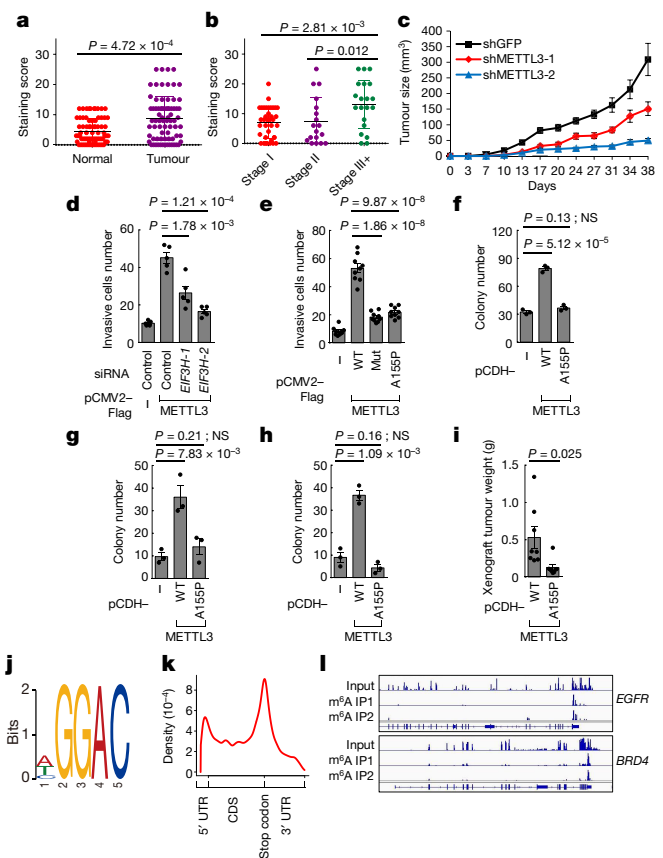 a
P = 4.72 × 10⁻⁴
Staining score
30
20
10
0
Normal
Tumour
b
P = 2.81 × 10⁻³
P = 0.012
Staining score
30
20
10
0
Stage I
Stage II
Stage III+
c
Tumour size (mm³)
400
350
300
250
200
150
100
50
0
shGFP
shMETTL3-1
shMETTL3-2
0 3 7 10 13 17 20 24 27 31 34 38
Days
d
P = 1.21 × 10⁻⁴
P = 1.78 × 10⁻³
Invasive cells number
60
40
20
0
siRNA
Control
Control
EIF3H-1
EIF3H-2
pCMV2–
Flag
–
METTL3
e
P = 9.87 × 10⁻⁸
P = 1.86 × 10⁻⁸
Invasive cells number
80
60
40
20
0
pCMV2–
Flag
–
WT
Mut
A155P
METTL3
f
P = 0.13 ; NS
P = 5.12 × 10⁻⁵
Colony number
100
80
60
40
20
0
pCDH–
–
WT
A155P
METTL3
g
P = 0.21 ; NS
P = 7.83 × 10⁻³
Colony number
50
40
30
20
10
0
pCDH–
–
WT
A155P
METTL3
h
P = 0.16 ; NS
P = 1.09 × 10⁻³
Colony number
50
40
30
20
10
0
pCDH–
–
WT
A155P
METTL3
i
P = 0.025
Xenograft tumour weight (g)
1.5
1.0
0.5
0
pCDH–
WT
A155P
METTL3
j
Bits
2
1
0
GGAC
1 2 3 4 5
k
Density (10⁻⁴)
8
6
4
2
0
5′ UTR
CDS
Stop codon
3′ UTR
l
Input
m⁶A IP1
m⁶A IP2
EGFR
Input
m⁶A IP1
m⁶A IP2
BRD4